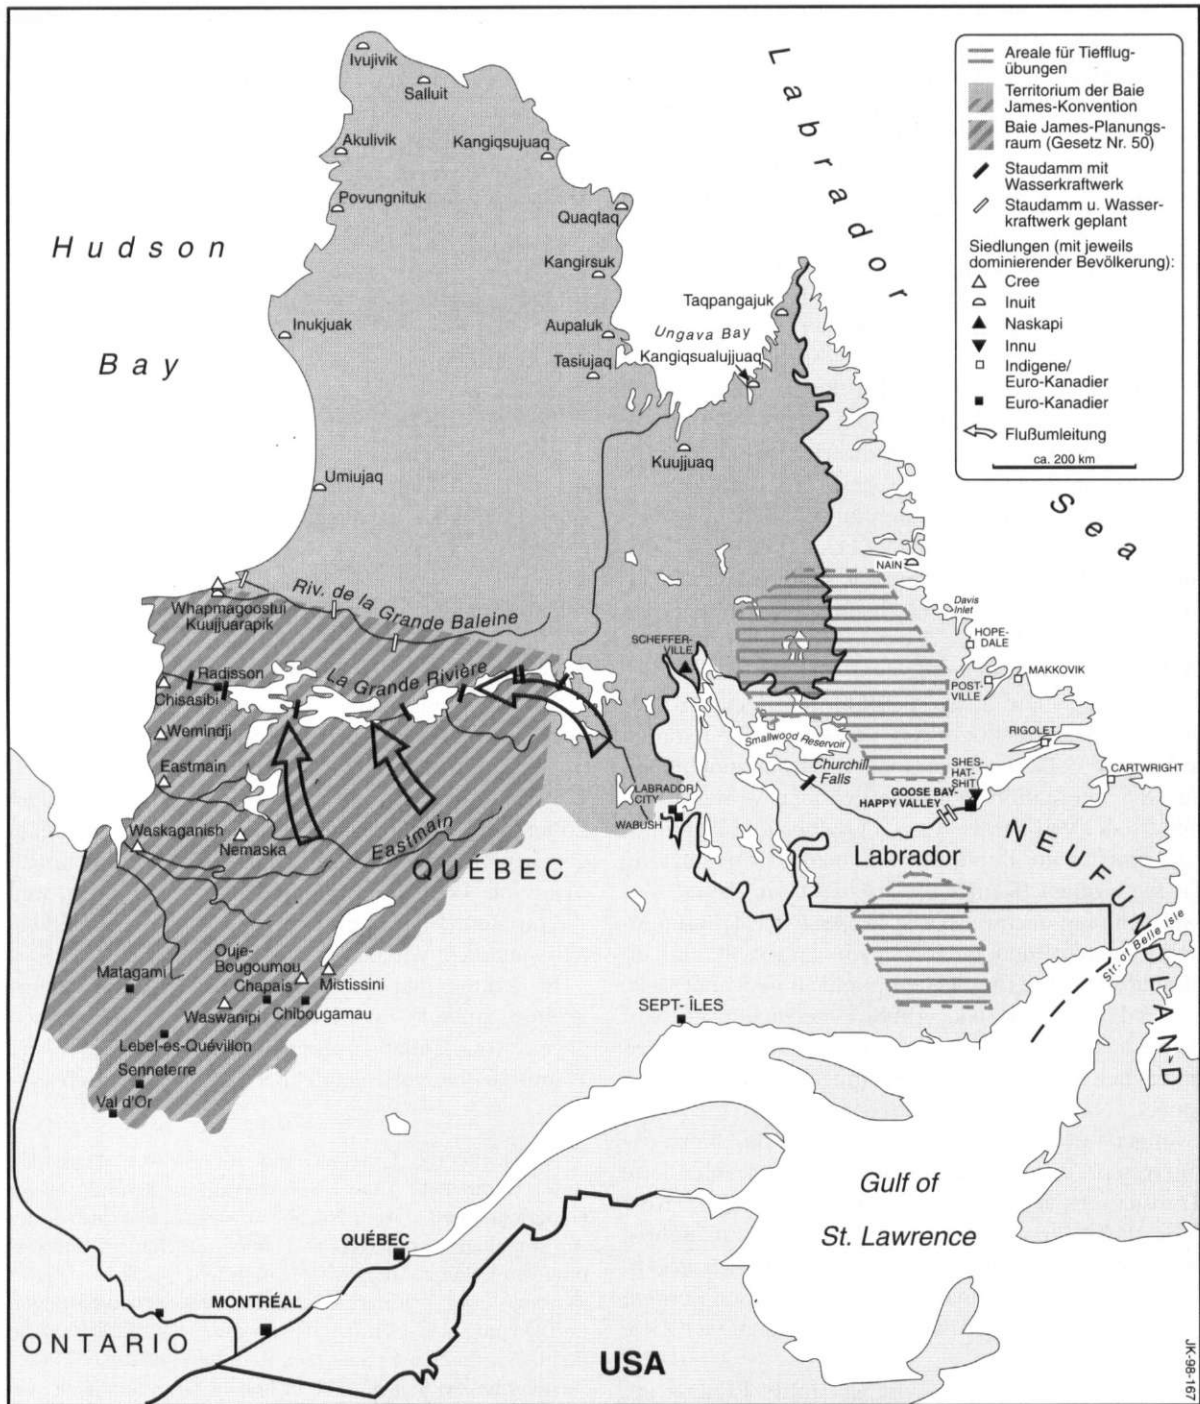 Ivujivik
Salluit
Akulivik
Kangiqsujuaq
Povungnituk
Quaqtaq
Hudson
Bay
Kangirsuk
Inukjuak
Aupaluk
Tasiujaq
Taqpangajuk
Ungava Bay
Kangiqsualujjuaq
Kuujjuaq
Umiujaq
Labrador
Sea
Areale für Tiefflug-
übungen
Territorium der Baie
James-Konvention
Baie James-Planungs-
raum (Gesetz Nr. 50)
Staudamm mit
Wasserkraftwerk
Staudamm u. Wasser-
kraftwerk geplant
Siedlungen (mit jeweils
dominierender Bevölkerung):
Cree
Inuit
Naskapi
Innu
Indigene/
Euro-Kanadier
Euro-Kanadier
Flußumleitung
ca. 200 km
NAIN
Davis
Inlet
HOPE-
DALE
MAKKOVIK
POST-
VILLE
RIGOLET
CARTWRIGHT
Whapmagoostui
Kuujjuarapik
Riv. de la Grande Baleine
SCHEFFER-
VILLE
Radisson
La Grande Rivière
Chisasibi
Wemindji
Eastmain
Smallwood Reservoir
Churchill
Falls
SHES-
HAT-
SHIT
GOOSE BAY-
HAPPY VALLEY
LABRADOR
CITY
WABUSH
Waskaganish
Nemaska
Eastmain
QUÉBEC
Labrador
NEUFUNDLAND
Str. of Belle Isle
Ouje-
Bougoumou
Matagami
Chapais
Mistissini
Waswanipi
Chibougamau
Lebel-es-Quévillon
Senneterre
Val d'Or
SEPT-ÎLES
Gulf of
St. Lawrence
QUÉBEC
MONTRÉAL
ONTARIO
USA
JK-98-167